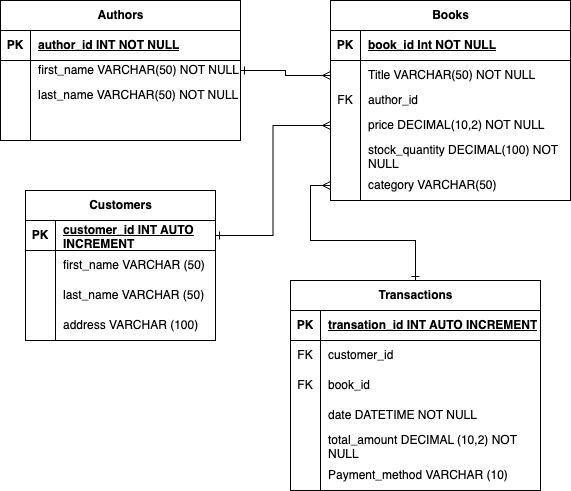 Authors
PK author_id INT NOT NULL
first_name VARCHAR(50) NOT NULL
last_name VARCHAR(50) NOT NULL
Books
PK book_id Int NOT NULL
Title VARCHAR(50) NOT NULL
FK author_id
price DECIMAL(10,2) NOT NULL
stock_quantity DECIMAL(100) NOT
NULL
category VARCHAR(50)
Customers
PK customer_id INT AUTO
INCREMENT
first_name VARCHAR (50)
last_name VARCHAR (50)
address VARCHAR (100)
Transactions
PK transation_id INT AUTO INCREMENT
FK customer_id
FK book_id
date DATETIME NOT NULL
total_amount DECIMAL (10,2) NOT
NULL
Payment_method VARCHAR (10)